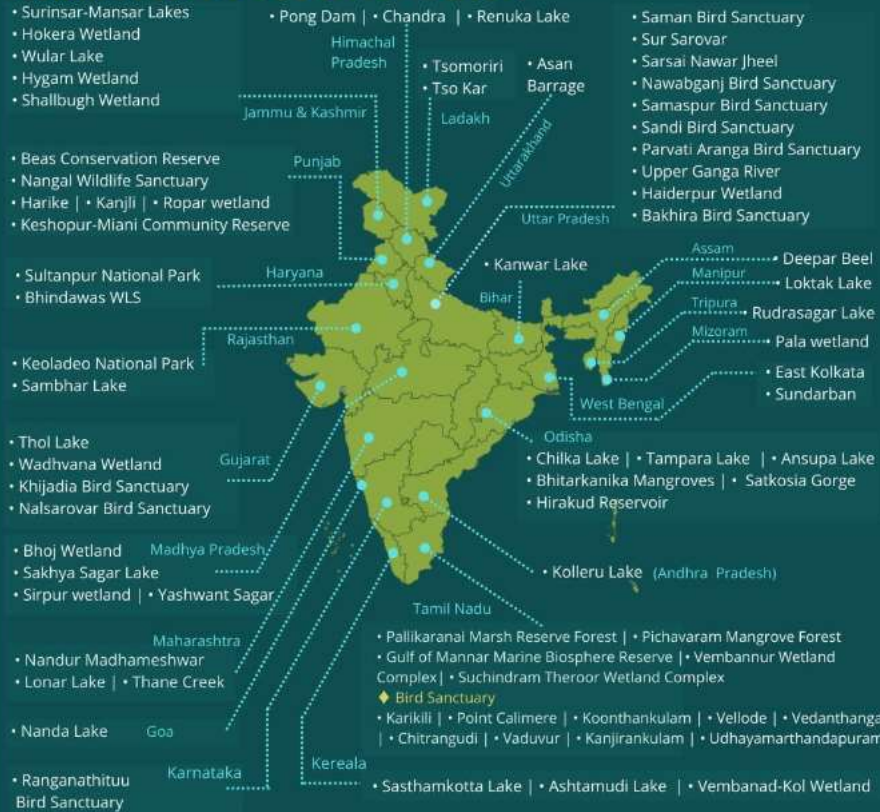 • Surinsar-Mansar Lakes
• Hokera Wetland
• Wular Lake
• Hygam Wetland
• Shallbugh Wetland
Jammu & Kashmir
• Pong Dam | • Chandra | • Renuka Lake
Himachal
Pradesh
• Tsomoriri
• Tso Kar
Ladakh
• Asan
Barrage
Uttarakhand
• Saman Bird Sanctuary
• Sur Sarovar
• Sarsai Nawar Jheel
• Nawabganj Bird Sanctuary
• Samaspur Bird Sanctuary
• Sandi Bird Sanctuary
• Parvati Aranga Bird Sanctuary
• Upper Ganga River
• Haiderpur Wetland
• Bakhira Bird Sanctuary
Uttar Pradesh
• Beas Conservation Reserve
• Nangal Wildlife Sanctuary
• Harike | • Kanjli | • Ropar wetland
• Keshopur-Miani Community Reserve
Punjab
• Sultanpur National Park
• Bhindawas WLS
Haryana
• Kanwar Lake
Bihar
Assam
• Deepar Beel
Manipur
• Loktak Lake
Tripura
• Rudrasagar Lake
Mizoram
• Pala wetland
• East Kolkata
• Sundarban
West Bengal
Rajasthan
• Keoladeo National Park
• Sambhar Lake
• Thol Lake
• Wadhvana Wetland
• Khijadia Bird Sanctuary
• Nalsarovar Bird Sanctuary
Gujarat
Odisha
• Chilka Lake | • Tampara Lake | • Ansupa Lake
• Bhitarkanika Mangroves | • Satkosia Gorge
• Hirakud Reservoir
• Bhoj Wetland
• Sakhya Sagar Lake
• Sirpur wetland | • Yashwant Sagar
Madhya Pradesh
• Kolleru Lake (Andhra Pradesh)
Maharashtra
• Nandur Madhameshwar
• Lonar Lake | • Thane Creek
Tamil Nadu
• Pallikaranai Marsh Reserve Forest | • Pichavaram Mangrove Forest
• Gulf of Mannar Marine Biosphere Reserve | • Vembannur Wetland
Complex | • Suchindram Theroor Wetland Complex
♦ Bird Sanctuary
• Karikili | • Point Calimere | • Koonthankulam | • Vellode | • Vedanthanga
| • Chitrangudi | • Vaduvur | • Kanjirankulam | • Udhayamarthandapuram
• Nanda Lake Goa
• Ranganathituu
Bird Sanctuary
Karnataka
Kereala
• Sasthamkotta Lake | • Ashtamudi Lake | • Vembanad-Kol Wetland